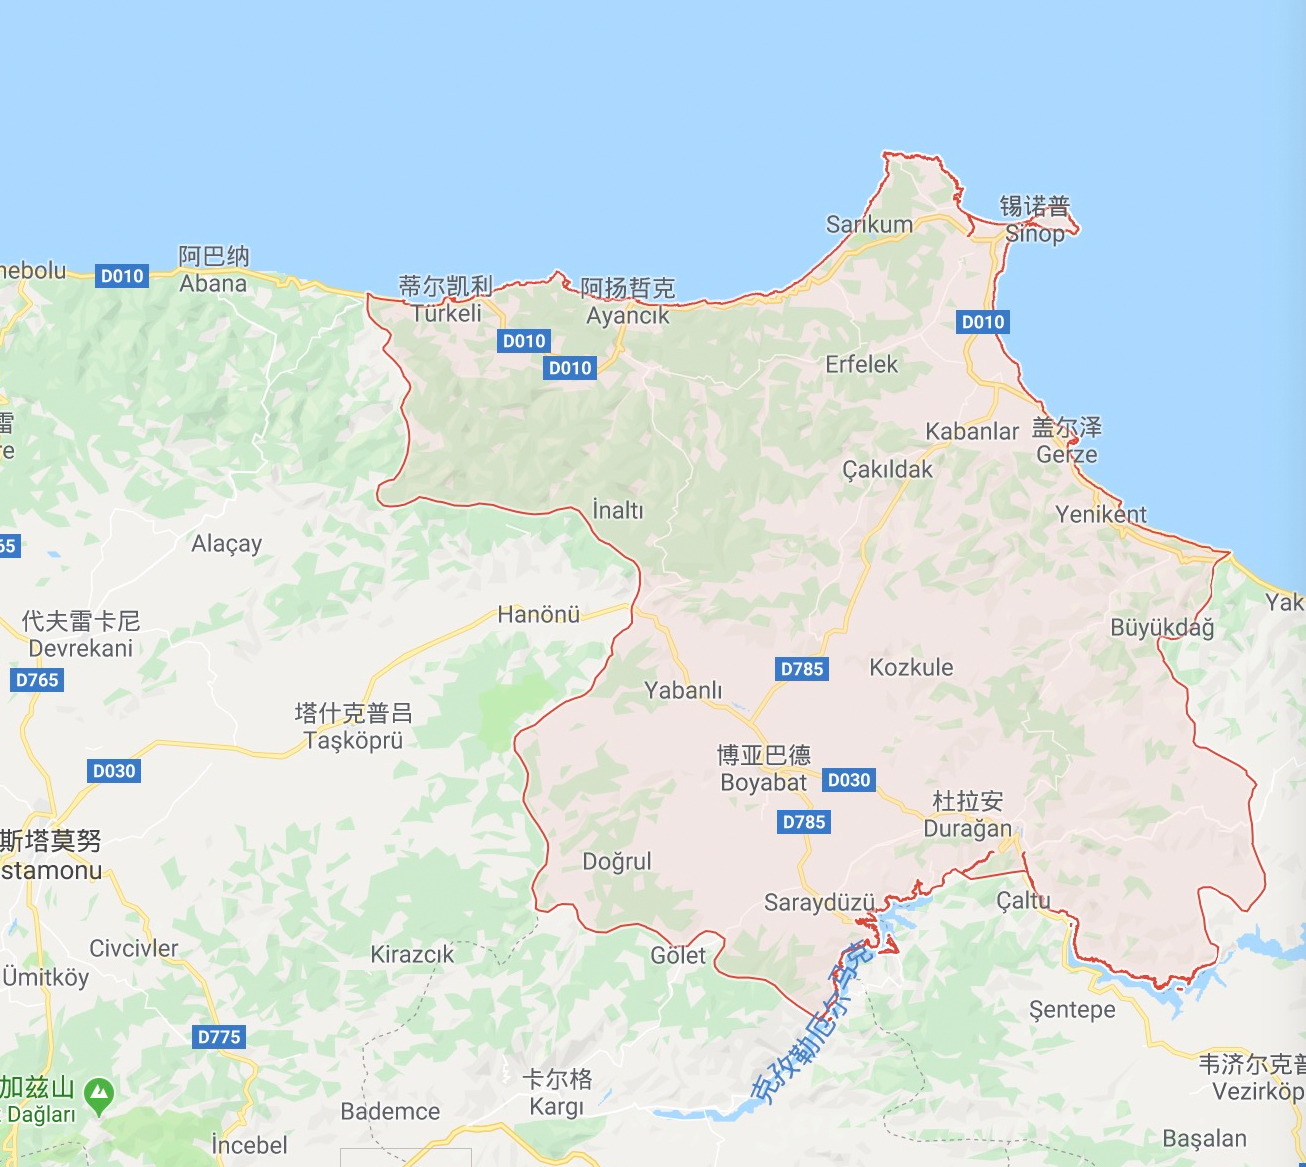 锡诺普
Sinop
Sarıkum
阿巴纳
Abana
nebolu
D010
蒂尔凯利
Türkeli
阿扬哲克
Ayancık
D010
D010
D010
Erfelek
雷
re
Kabanlar
盖尔泽
Gerze
Çakıldak
İnaltı
Yenikent
65
Alaçay
Hanönü
Yak
代夫雷卡尼
Devrekani
Büyükdağ
D765
D785
Kozkule
Yabanlı
塔什克普吕
Taşköprü
博亚巴德
Boyabat
D030
D030
杜拉安
Durağan
D785
斯塔莫努
stamonu
Doğrul
Saraydüzü
Çaltu
Civcivler
Kirazcık
Gölet
Ümitköy
克孜勒厄尔马克
Şentepe
D775
韦济尔克普
Vezirköp
加兹山
Dağları
卡尔格
Kargı
Bademce
İncebel
Başalan